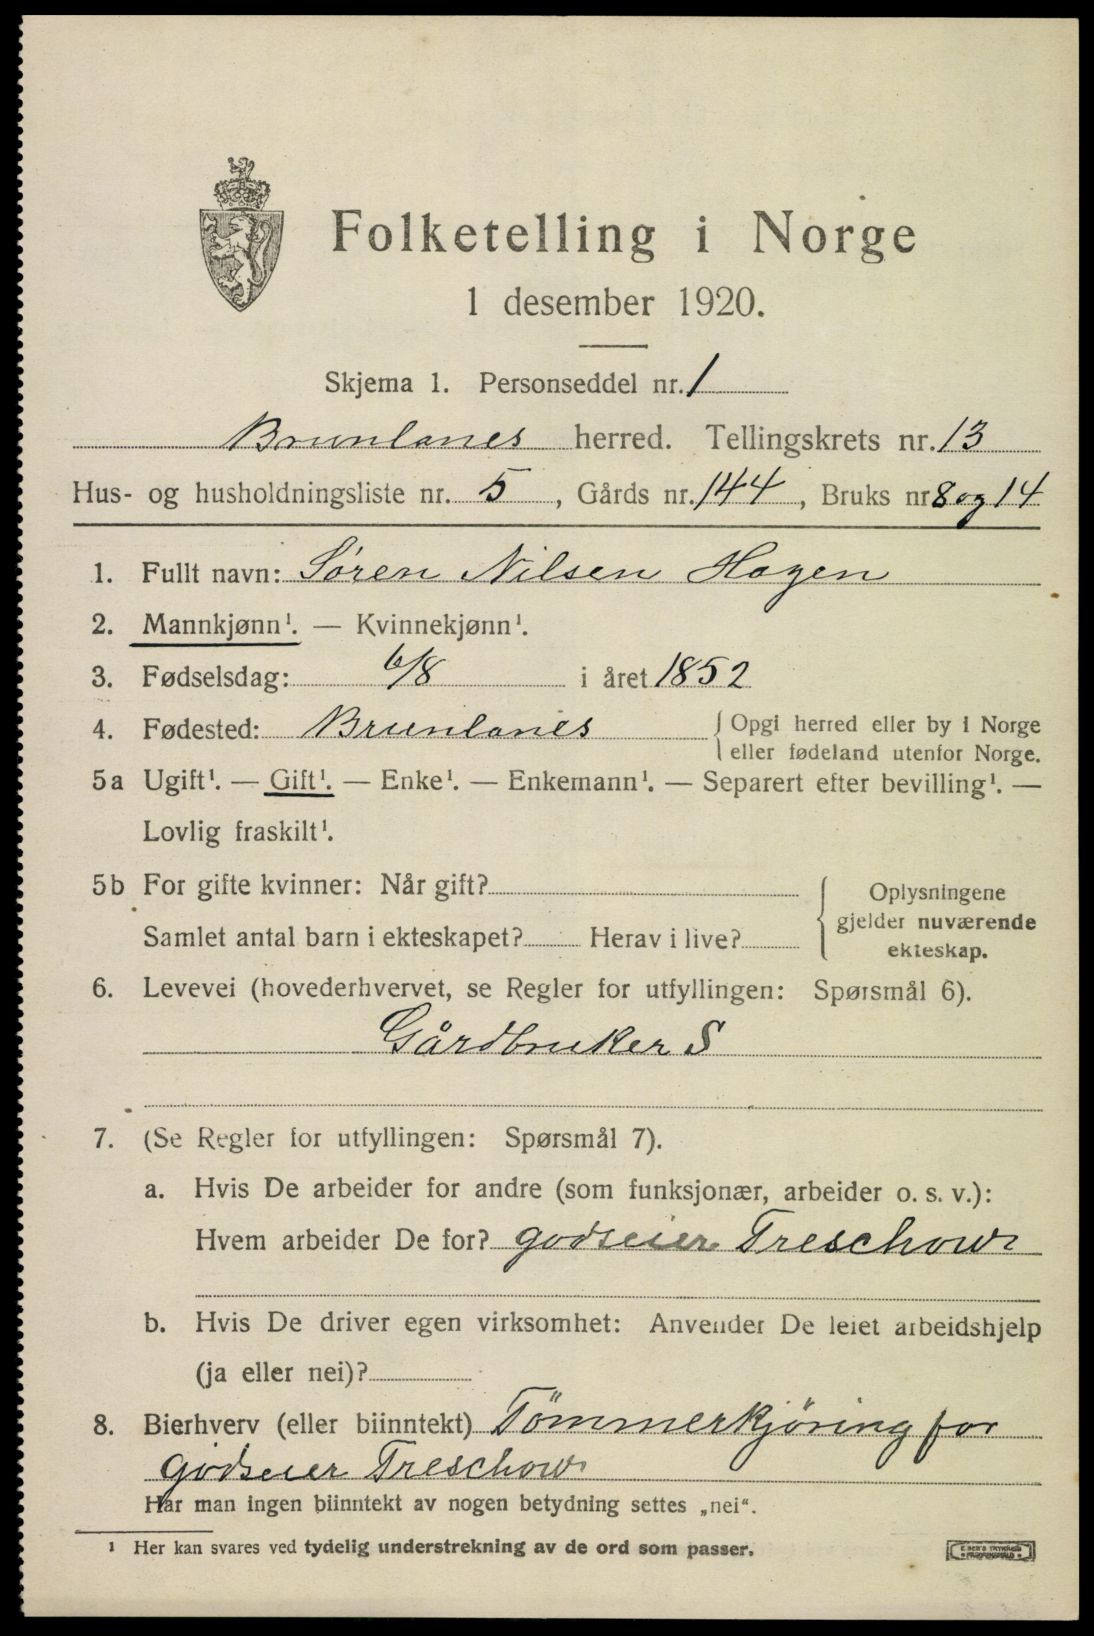 Folketelling i Norge
1 desember 1920.
Skjema 1. Personseddel nr. 1
Brunlanes herred. Tellingskrets nr. 13
Hus- og husholdningsliste nr. 5, Gårds nr. 144, Bruks nr 8 og 14
1. Fullt navn: Søren Nilsen Hagen
2. Mannkjønn¹. — Kvinnekjønn¹.
3. Fødselsdag: 6/8 i året 1852
4. Fødested: Brunlanes { Opgi herred eller by i Norge
eller fødeland utenfor Norge.
5a Ugift¹. — Gift¹. — Enke¹. — Enkemann¹. — Separert efter bevilling¹. —
Lovlig fraskilt¹.
5b For gifte kvinner: Når gift?
Samlet antal barn i ekteskapet? Herav i live?
{ Oplysningene
gjelder nuværende
ekteskap.
6. Levevei (hovederhvervet, se Regler for utfyllingen: Spørsmål 6).
Gårdbruker S
7. (Se Regler for utfyllingen: Spørsmål 7).
a. Hvis De arbeider for andre (som funksjonær, arbeider o. s. v.):
Hvem arbeider De for? godseier Treschow
b. Hvis De driver egen virksomhet: Anvender De leiet arbeidshjelp
(ja eller nei)?
8. Bierhverv (eller biinntekt) Tömmerkjöring for
godseier Treschow
Har man ingen biinntekt av nogen betydning settes „nei“.
¹ Her kan svares ved tydelig understrekning av de ord som passer.